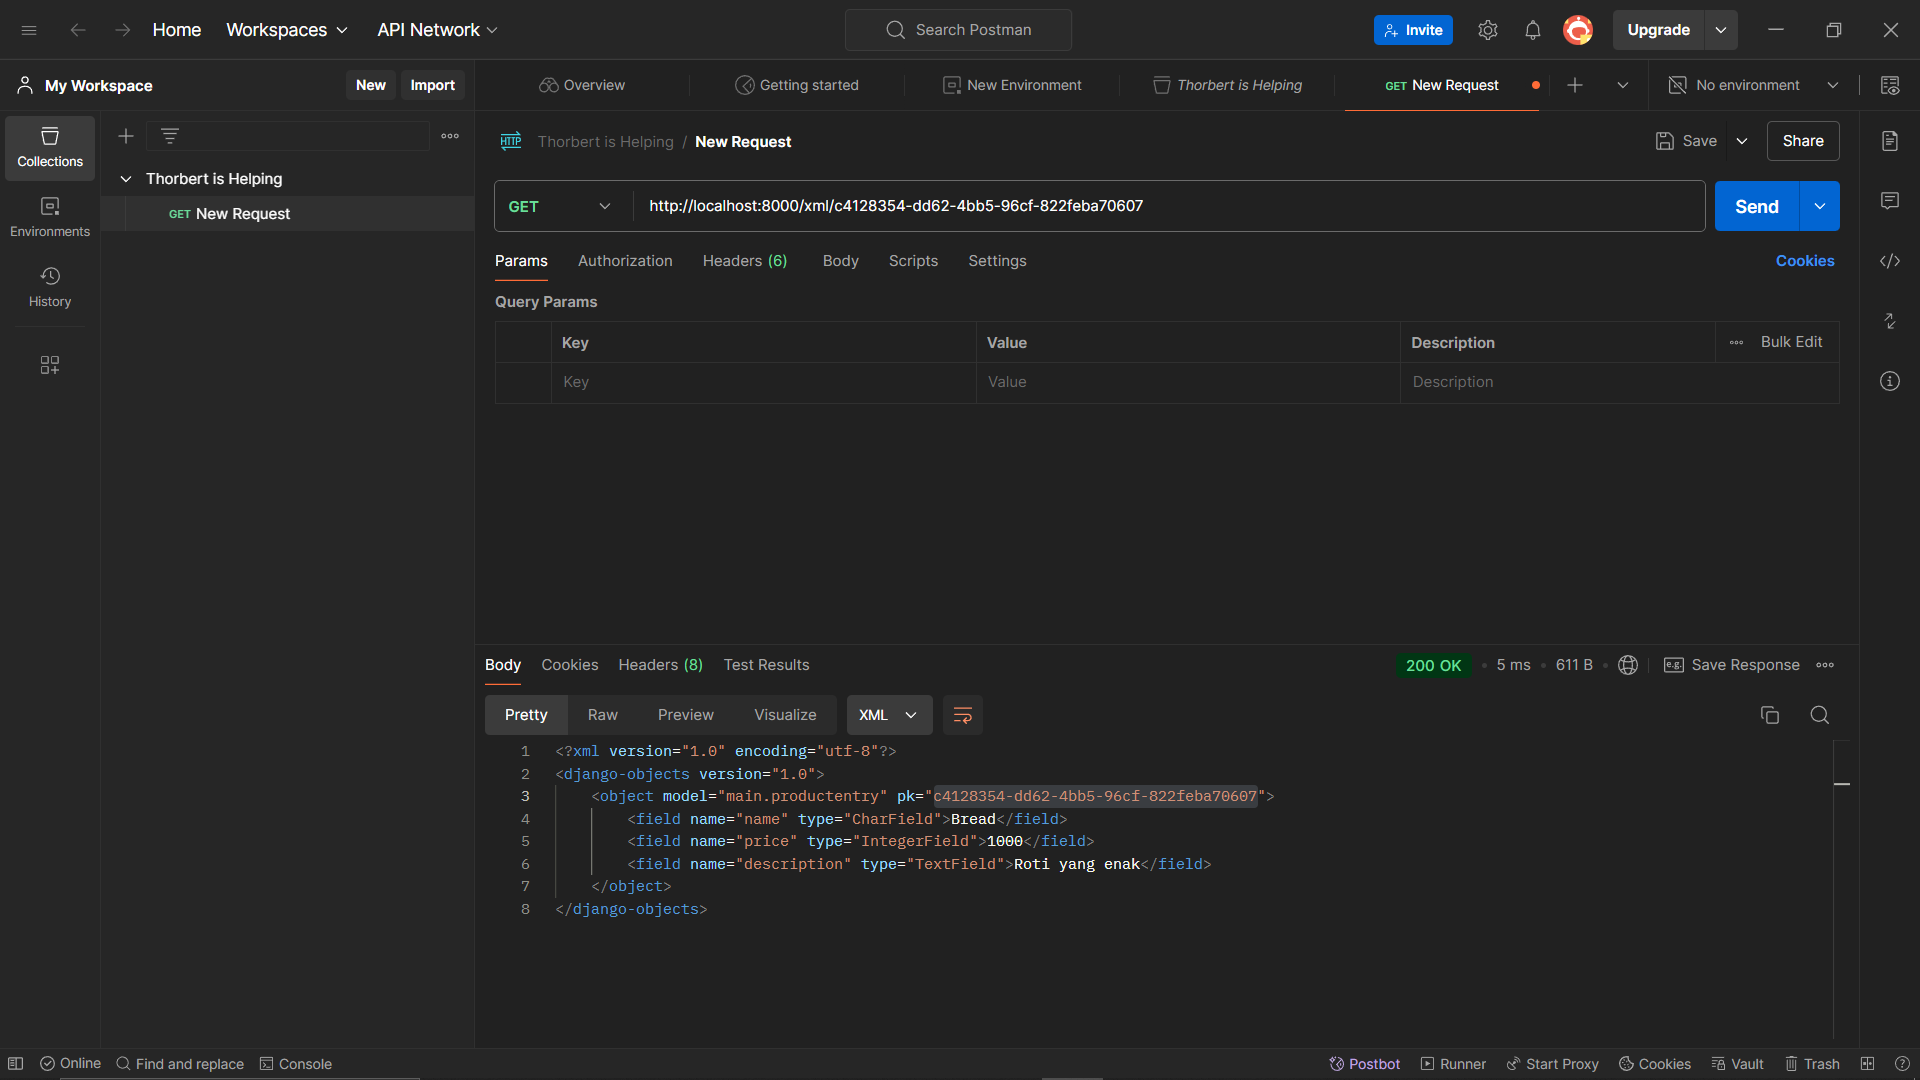 Home
Workspaces
API Network
Search Postman
Invite
Upgrade
My Workspace
New
Import
Overview
Getting started
New Environment
Thorbert is Helping
GET New Request
No environment
Collections
Environments
History
Thorbert is Helping
GET New Request
HTTP
Thorbert is Helping / New Request
Save
Share
GET
http://localhost:8000/xml/c4128354-dd62-4bb5-96cf-822feba70607
Send
Params
Authorization
Headers (6)
Body
Scripts
Settings
Cookies
Query Params
Key
Value
Description
Bulk Edit
Key
Value
Description
Body
Cookies
Headers (8)
Test Results
200 OK
5 ms
611 B
e.g.
Save Response
Pretty
Raw
Preview
Visualize
XML
1 <?xml version="1.0" encoding="utf-8"?>
2 <django-objects version="1.0">
3 <object model="main.productentry" pk="c4128354-dd62-4bb5-96cf-822feba70607">
4 <field name="name" type="CharField">Bread</field>
5 <field name="price" type="IntegerField">1000</field>
6 <field name="description" type="TextField">Roti yang enak</field>
7 </object>
8 </django-objects>
Online
Find and replace
Console
Postbot
Runner
Start Proxy
Cookies
Vault
Trash